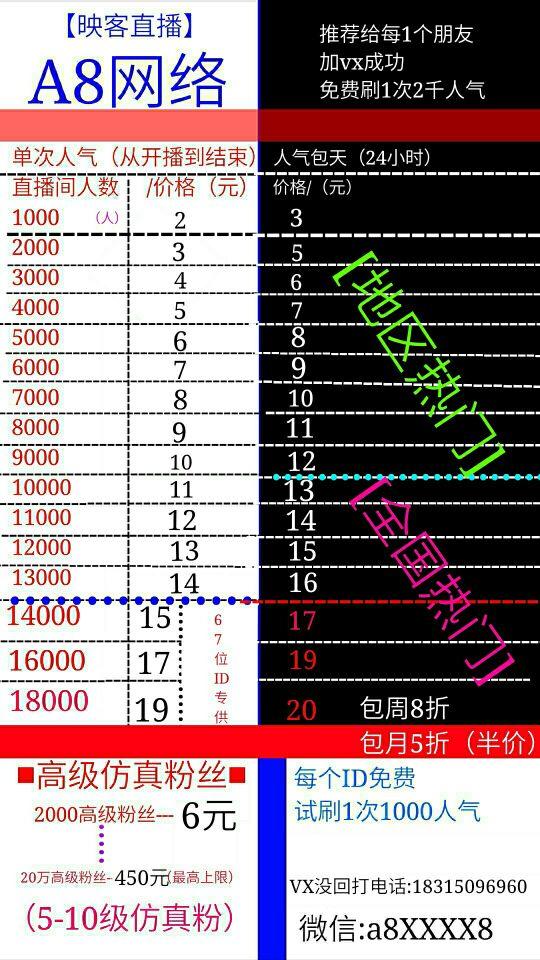 【映客直播】
A8网络
推荐给每1个朋友
加vx成功
免费刷1次2千人气
单次人气（从开播到结束）
人气包天（24小时）
直播间人数 /价格（元）
价格/（元）
1000 （人） 2 3
2000 3 5
3000 4 6
4000 5 7
5000 6 8
6000 7 9
7000 8 10
8000 9 11
9000 10 12
10000 11 13
11000 12 14
12000 13 15
13000 14 16
14000 15 17
16000 17 19
18000 19 20
【地区热门】
【全国热门】
67位ID专供
包周8折
包月5折（半价）
■高级仿真粉丝■
2000高级粉丝--- 6元
20万高级粉丝- 450元(最高上限）
（5-10级仿真粉）
每个ID免费
试刷1次1000人气
VX没回打电话:18315096960
微信:a8XXXX8